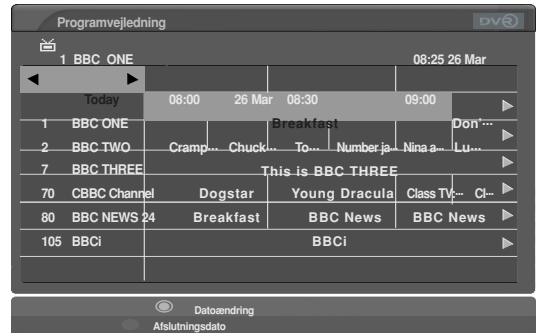 Programvejledning
DVR
1 BBC ONE 08:25 26 Mar
Today 08:00 26 Mar 08:30 09:00
1 BBC ONE Breakfast Don'···
2 BBC TWO Cramp··· Chuck··· To··· Number ja··· Nina a··· Lu···
7 BBC THREE This is BBC THREE
70 CBBC Channel Dogstar Young Dracula Class TV:··· Cl···
80 BBC NEWS 24 Breakfast BBC News BBC News
105 BBCi BBCi
Datoændring
Afslutningsdato